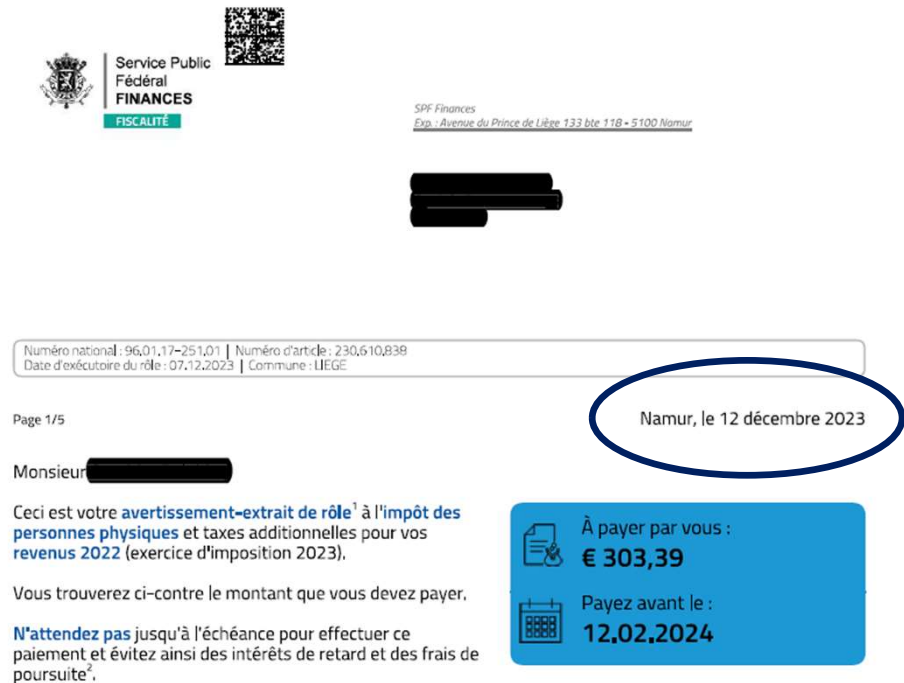 Service Public
Fédéral
FINANCES
FISCALITÉ
SPF Finances
Exp. : Avenue du Prince de Liège 133 bte 118 - 5100 Namur
Numéro national : 96.01.17-251.01 | Numéro d'article : 230.610.838
Date d'exécutoire du rôle : 07.12.2023 | Commune : LIEGE
Page 1/5
Namur, le 12 décembre 2023
Monsieur
Ceci est votre avertissement-extrait de rôle¹ à l'impôt des
personnes physiques et taxes additionnelles pour vos
revenus 2022 (exercice d'imposition 2023).
Vous trouverez ci-contre le montant que vous devez payer.
N'attendez pas jusqu'à l'échéance pour effectuer ce
paiement et évitez ainsi des intérêts de retard et des frais de
poursuite².
À payer par vous :
€ 303,39
Payez avant le :
12.02.2024